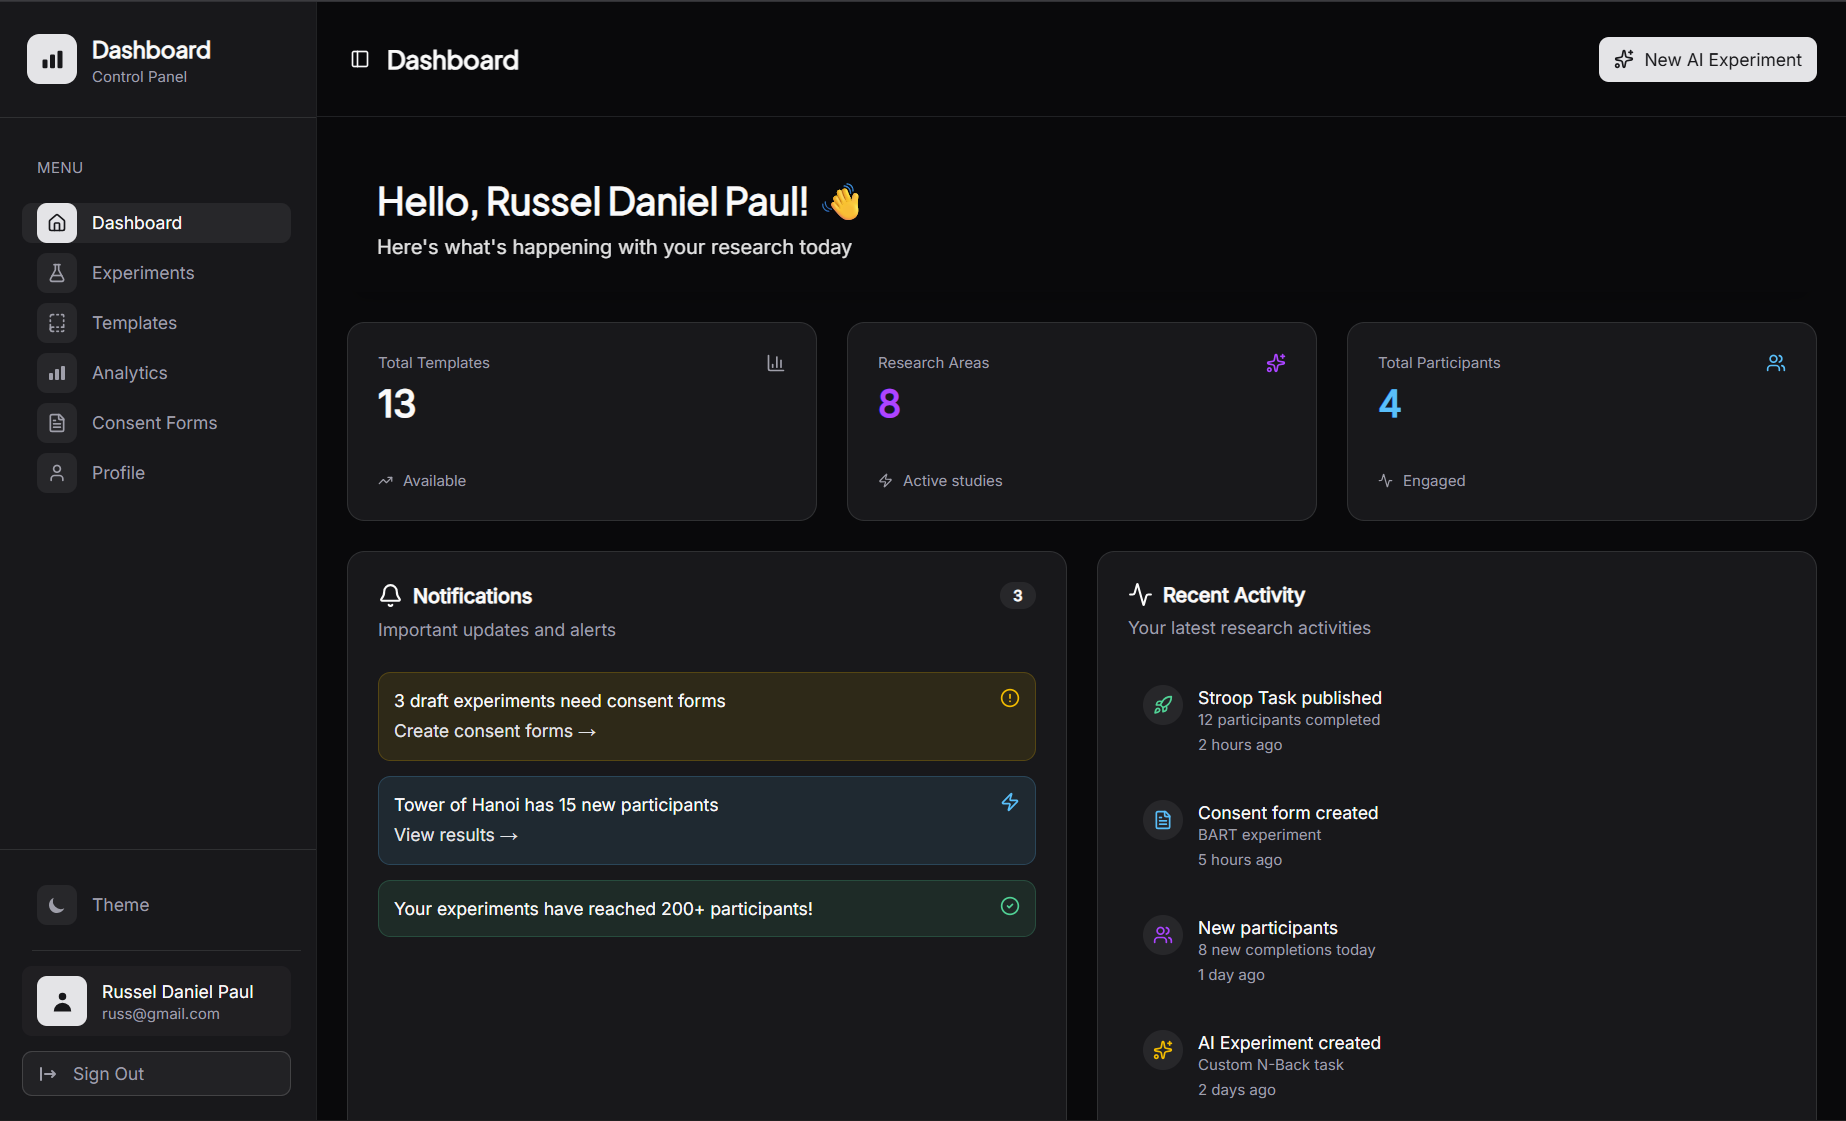 Dashboard
Control Panel
MENU
Dashboard
Experiments
Templates
Analytics
Consent Forms
Profile
Theme
Russel Daniel Paul
russ@gmail.com
Sign Out
Dashboard
New AI Experiment
Hello, Russel Daniel Paul! 👋
Here's what's happening with your research today
Total Templates
13
Available
Research Areas
8
Active studies
Total Participants
4
Engaged
Notifications
3
Important updates and alerts
3 draft experiments need consent forms
Create consent forms →
Tower of Hanoi has 15 new participants
View results →
Your experiments have reached 200+ participants!
Recent Activity
Your latest research activities
Stroop Task published
12 participants completed
2 hours ago
Consent form created
BART experiment
5 hours ago
New participants
8 new completions today
1 day ago
AI Experiment created
Custom N-Back task
2 days ago